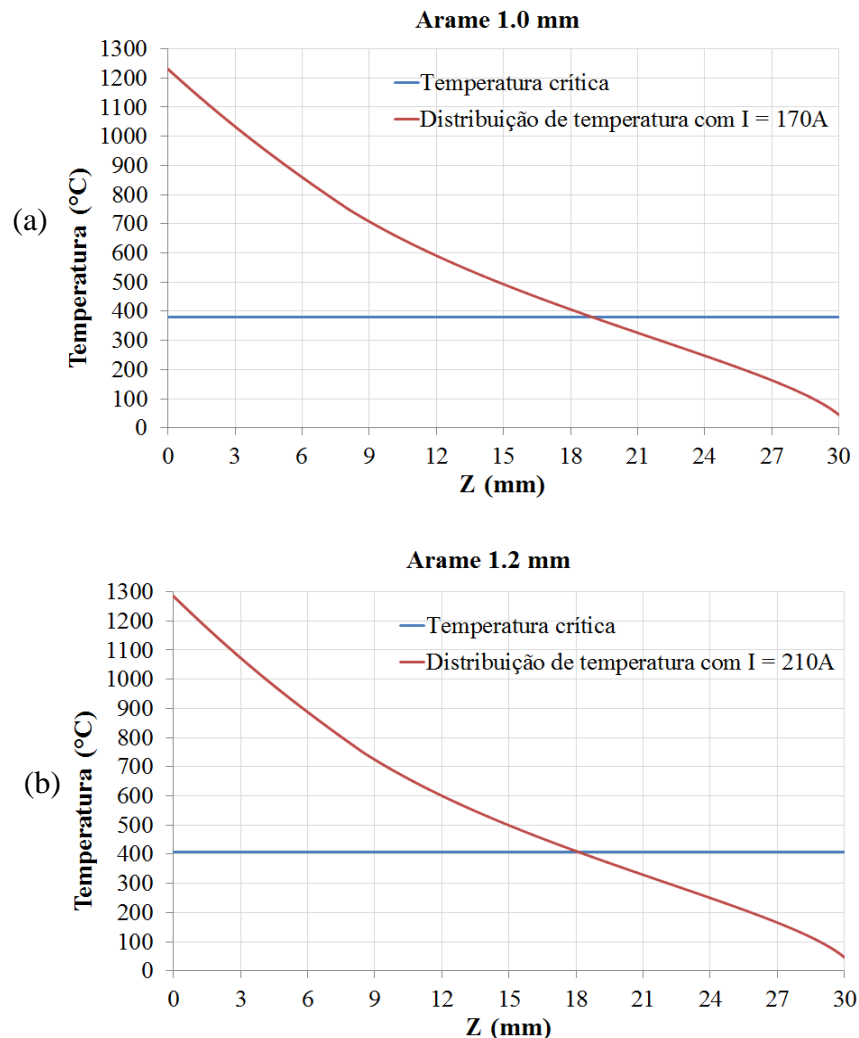 Arame 1.0 mm
(a)
Temperatura (°C)
1300
1200
1100
1000
900
800
700
600
500
400
300
200
100
0
Temperatura crítica
Distribuição de temperatura com I = 170A
0 3 6 9 12 15 18 21 24 27 30
Z (mm)
Arame 1.2 mm
(b)
Temperatura (°C)
1300
1200
1100
1000
900
800
700
600
500
400
300
200
100
0
Temperatura crítica
Distribuição de temperatura com I = 210A
0 3 6 9 12 15 18 21 24 27 30
Z (mm)